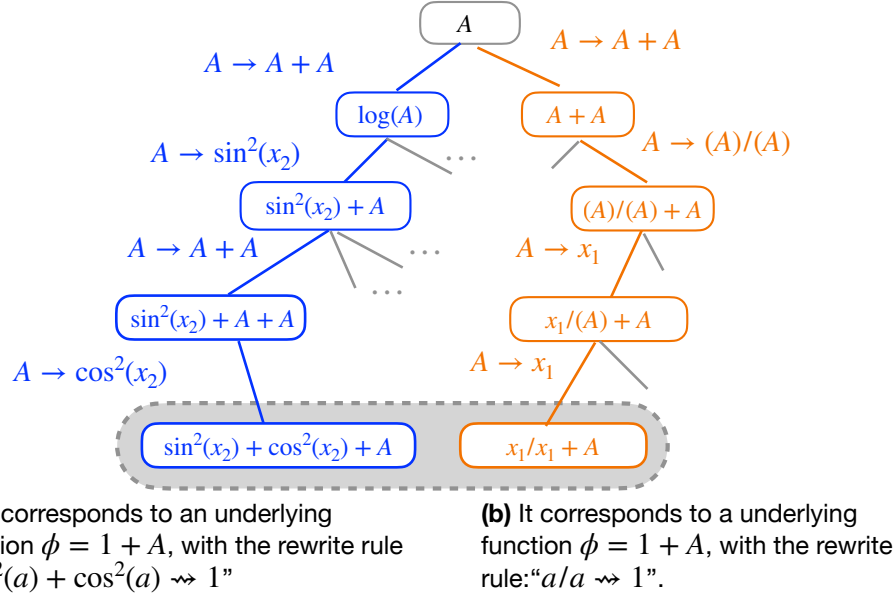 A
A → A + A
A → A + A
log(A)
A + A
A → sin²(x₂)
...
A → (A)/(A)
sin²(x₂) + A
(A)/(A) + A
A → A + A
...
A → x₁
...
sin²(x₂) + A + A
x₁/(A) + A
A → cos²(x₂)
A → x₁
sin²(x₂) + cos²(x₂) + A
x₁/x₁ + A
corresponds to an underlying
ion ϕ = 1 + A, with the rewrite rule
²(a) + cos²(a) ⇝ 1”
(b) It corresponds to a underlying
function ϕ = 1 + A, with the rewrite
rule:“a/a ⇝ 1”.